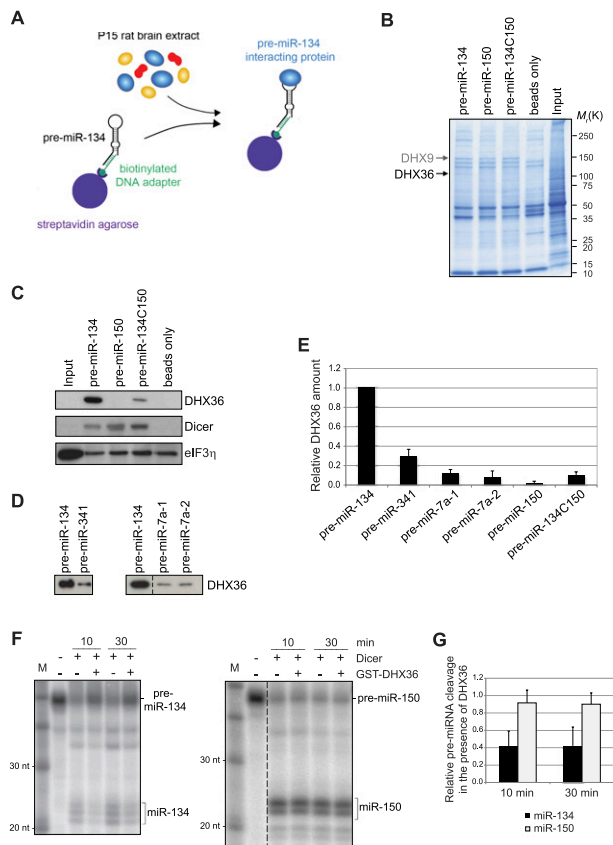 A
P15 rat brain extract
pre-miR-134
interacting protein
pre-miR-134
biotinylated
DNA adapter
streptavidin agarose
B
pre-miR-134
pre-miR-150
pre-miR-134C150
beads only
Input
Mr(K)
DHX9
DHX36
150
100
75
50
35
25
20
15
10
C
Input
pre-miR-134
pre-miR-150
pre-miR-134C150
beads only
DHX36
Dicer
eIF3η
D
pre-miR-134
pre-miR-341
pre-miR-134
pre-miR-7a-1
pre-miR-7a-2
DHX36
E
Relative DHX36 amount
1.2
1.0
0.8
0.6
0.4
0.2
0
pre-miR-134
pre-miR-341
pre-miR-7a-1
pre-miR-7a-2
pre-miR-150
pre-miR-134C150
F
10 30
M - + + + +
- - + - +
pre-
miR-134
30 nt
miR-134
20 nt
10 30 min
M - + + + + Dicer
- - + - + GST-DHX36
pre-miR-150
30 nt
miR-150
20 nt
G
Relative pre-miRNA cleavage
in the presence of DHX36
1.2
1.0
0.8
0.6
0.4
0.2
0
10 min 30 min
miR-134
miR-150